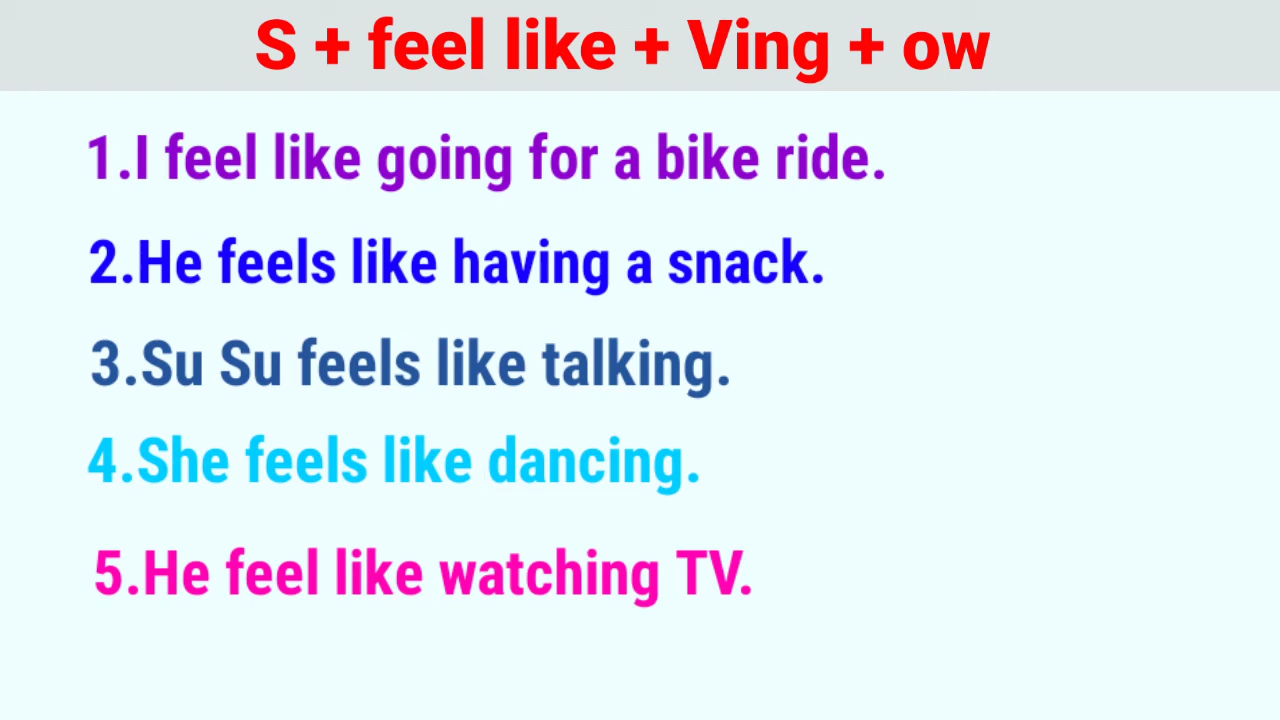 S + feel like + Ving + ow
1.I feel like going for a bike ride.
2.He feels like having a snack.
3.Su Su feels like talking.
4.She feels like dancing.
5.He feel like watching TV.